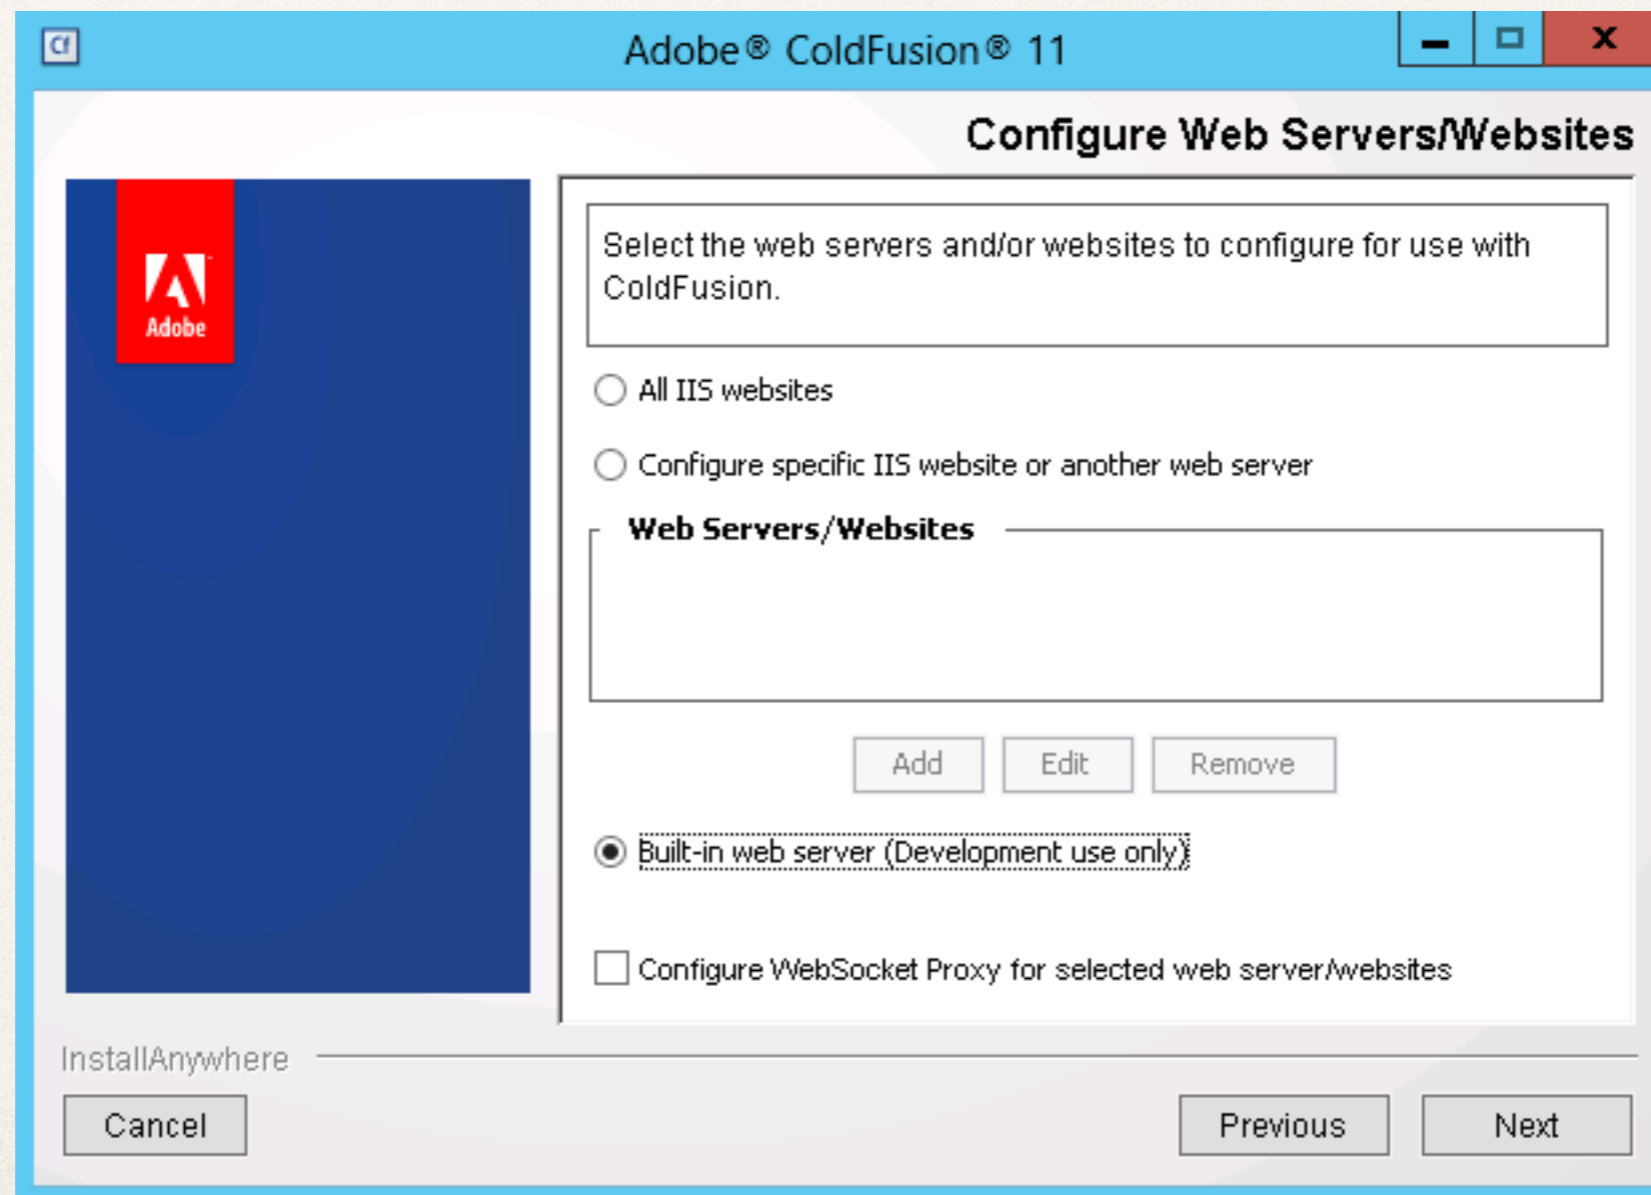 Cf
Adobe® ColdFusion® 11
Configure Web Servers/Websites
Adobe
Select the web servers and/or websites to configure for use with
ColdFusion.
All IIS websites
Configure specific IIS website or another web server
Web Servers/Websites
Add Edit Remove
Built-in web server (Development use only)
Configure WebSocket Proxy for selected web server/websites
InstallAnywhere
Cancel Previous Next